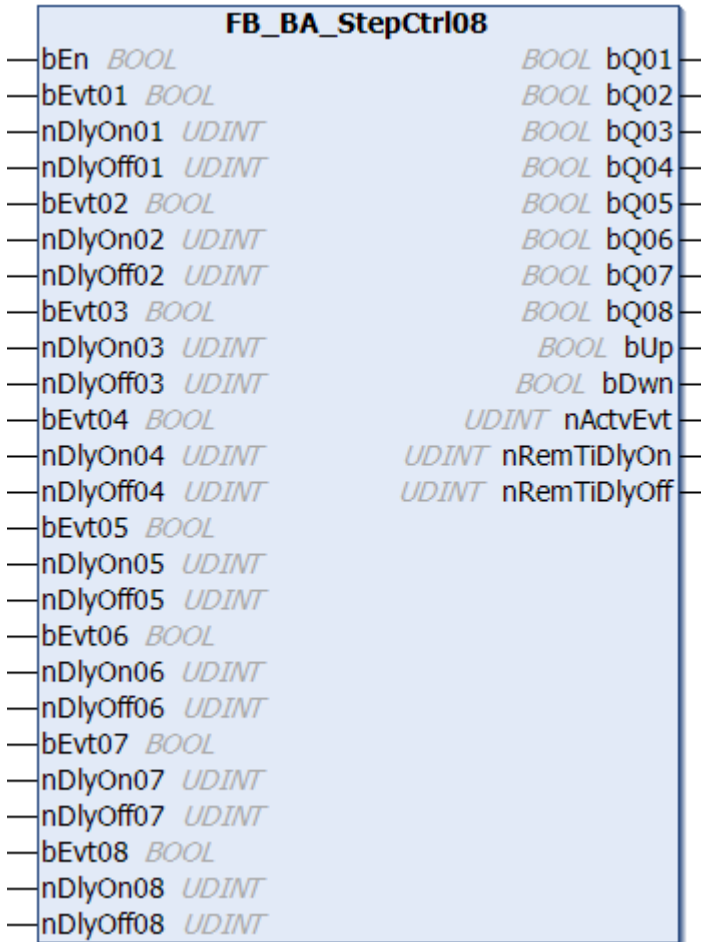 FB_BA_StepCtrl08
bEn BOOL BOOL bQ01
bEvt01 BOOL BOOL bQ02
nDlyOn01 UDINT BOOL bQ03
nDlyOff01 UDINT BOOL bQ04
bEvt02 BOOL BOOL bQ05
nDlyOn02 UDINT BOOL bQ06
nDlyOff02 UDINT BOOL bQ07
bEvt03 BOOL BOOL bQ08
nDlyOn03 UDINT BOOL bUp
nDlyOff03 UDINT BOOL bDwn
bEvt04 BOOL UDINT nActvEvt
nDlyOn04 UDINT UDINT nRemTiDlyOn
nDlyOff04 UDINT UDINT nRemTiDlyOff
bEvt05 BOOL
nDlyOn05 UDINT
nDlyOff05 UDINT
bEvt06 BOOL
nDlyOn06 UDINT
nDlyOff06 UDINT
bEvt07 BOOL
nDlyOn07 UDINT
nDlyOff07 UDINT
bEvt08 BOOL
nDlyOn08 UDINT
nDlyOff08 UDINT